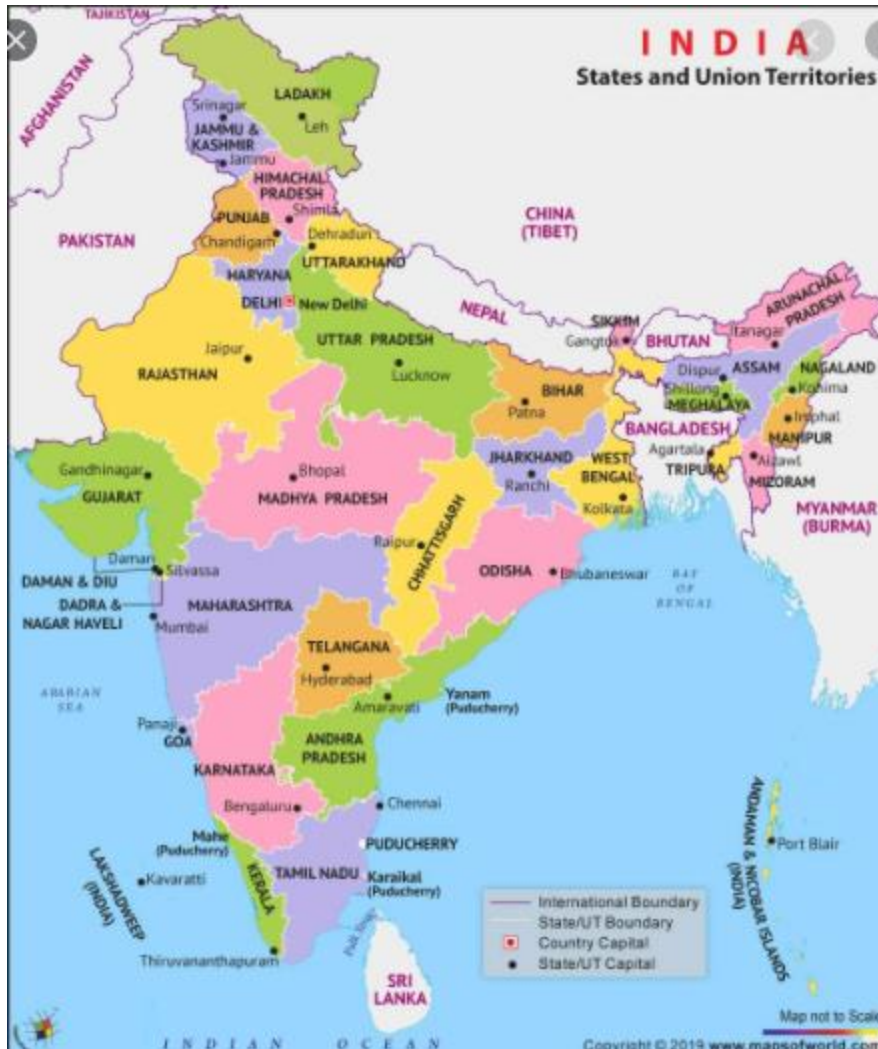 TAJIKISTAN
INDIA
States and Union Territories
AFGHANISTAN
LADAKH
Srinagar
Leh
JAMMU &
KASHMIR
Jammu
HIMACHAL
PRADESH
Shimla
PUNJAB
Chandigarh
Dehradun
UTTARAKHAND
CHINA
(TIBET)
PAKISTAN
HARYANA
DELHI
New Delhi
NEPAL
ARUNACHAL
PRADESH
Itanagar
SIKKIM
Gangtok
BHUTAN
UTTAR PRADESH
Lucknow
Jaipur
RAJASTHAN
BIHAR
Patna
Dispur
ASSAM
NAGALAND
Shillong
MEGHALAYA
Kohima
Imphal
MANIPUR
BANGLADESH
Agartala
TRIPURA
Aizawl
MIZORAM
MYANMAR
(BURMA)
Gandhinagar
GUJARAT
Bhopal
MADHYA PRADESH
JHARKHAND
Ranchi
WEST
BENGAL
Kolkata
CHHATTISGARH
Raipur
ODISHA
Bhubaneswar
BAY
OF
BENGAL
Daman
Silvassa
DAMAN & DIU
DADRA &
NAGAR HAVELI
MAHARASHTRA
Mumbai
TELANGANA
Hyderabad
ARABIAN
SEA
Amaravati
Yanam
(Puducherry)
Panaji
GOA
KARNATAKA
ANDHRA
PRADESH
Bengaluru
Chennai
Mahe
(Puducherry)
PUDUCHERRY
TAMIL NADU
Karaikal
(Puducherry)
KERALA
LAKSHADWEEP
(INDIA)
Kavaratti
Thiruvananthapuram
Palk Strait
SRI
LANKA
ANDAMAN & NICOBAR ISLANDS
(INDIA)
Port Blair
International Boundary
State/UT Boundary
Country Capital
State/UT Capital
Map not to Scale
INDIAN OCEAN
Copyright © 2019 www.mapsofworld.com